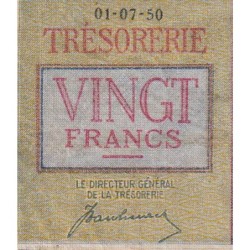 01-07-50
TRÉSORERIE
VINGT
FRANCS
LE DIRECTEUR GÉNÉRAL
DE LA TRÉSORERIE,